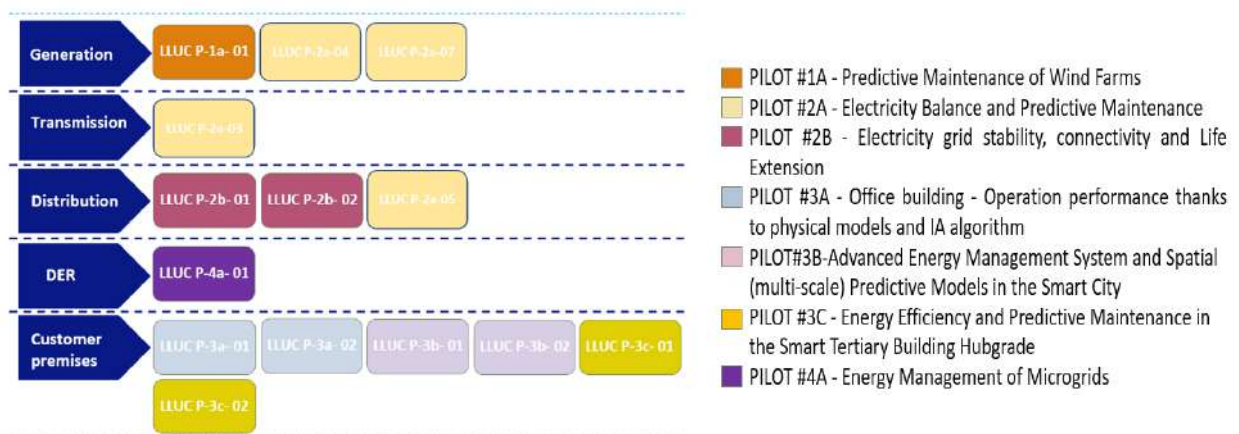 Generation
LLUC P-1a- 01
LLUC P-2a-04
LLUC P-2a-07
Transmission
LLUC P-2a-03
Distribution
LLUC P-2b- 01
LLUC P-2b- 02
LLUC P-2a-05
DER
LLUC P-4a- 01
Customer
premises
LLUC P-3a- 01
LLUC P-3a- 02
LLUC P-3b- 01
LLUC P-3b- 02
LLUC P-3c- 01
LLUC P-3c- 02
PILOT #1A - Predictive Maintenance of Wind Farms
PILOT #2A - Electricity Balance and Predictive Maintenance
PILOT #2B - Electricity grid stability, connectivity and Life
Extension
PILOT #3A - Office building - Operation performance thanks
to physical models and IA algorithm
PILOT#3B-Advanced Energy Management System and Spatial
(multi-scale) Predictive Models in the Smart City
PILOT #3C - Energy Efficiency and Predictive Maintenance in
the Smart Tertiary Building Hubgrade
PILOT #4A - Energy Management of Microgrids